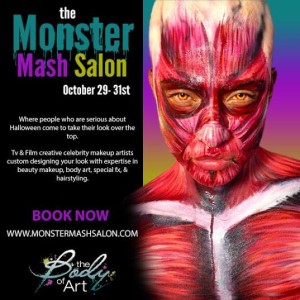 the
Monster
Mash Salon
October 29- 31st
Where people who are serious about
Halloween come to take their look over the
top.
Tv & Film creative celebrity makeup artists
custom designing your look with expertise in
beauty makeup, body art, special fx, &
hairstyling.
BOOK NOW
WWW.MONSTERMASHSALON.COM
the
Body
of Art